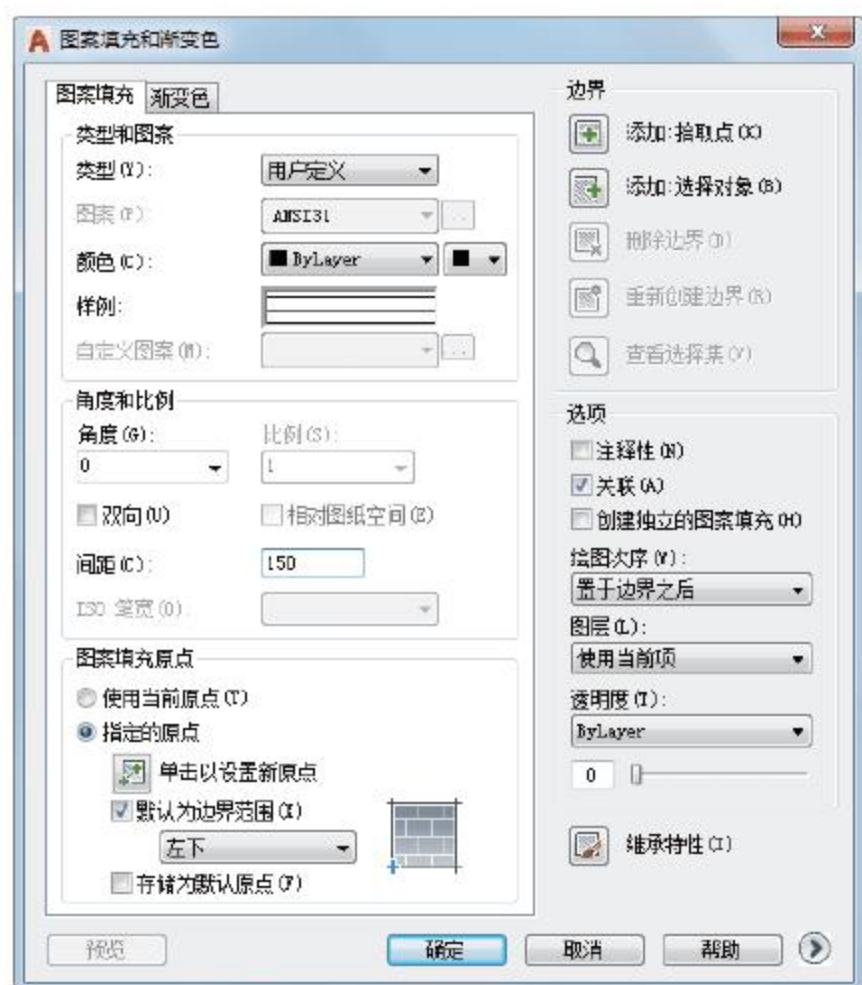 图案填充和渐变色
图案填充 渐变色
类型和图案
类型(Y): 用户定义
图案(P): ANSI31
颜色(C): ByLayer
样例:
自定义图案(M):
角度和比例
角度(G): 比例(S):
0 1
双向(U) 相对图纸空间(E)
间距(C): 150
ISO 笔宽(O):
图案填充原点
使用当前原点(T)
指定的原点
单击以设置新原点
默认为边界范围(X)
左下
存储为默认原点(F)
边界
添加:拾取点(K)
添加:选择对象(B)
删除边界(D)
重新创建边界(R)
查看选择集(V)
选项
注释性(N)
关联(A)
创建独立的图案填充(H)
绘图次序(W):
置于边界之后
图层(L):
使用当前项
透明度(T):
ByLayer
0
继承特性(I)
预览 确定 取消 帮助